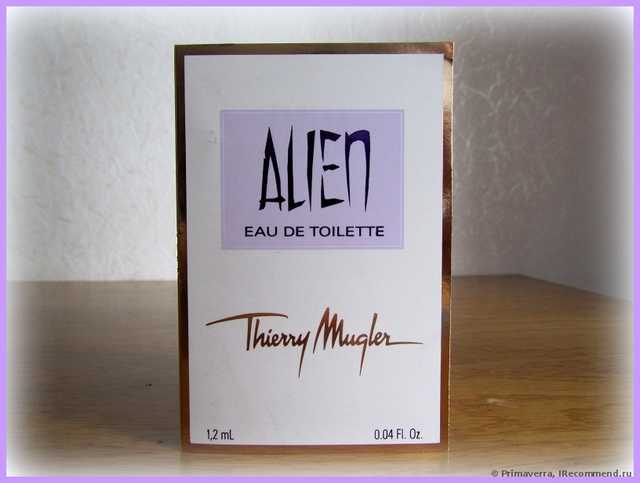 ALIEN
EAU DE TOILETTE
Thierry Mugler
1,2 mL 0.04 Fl. Oz.
© Primaverra, IRecommend.ru